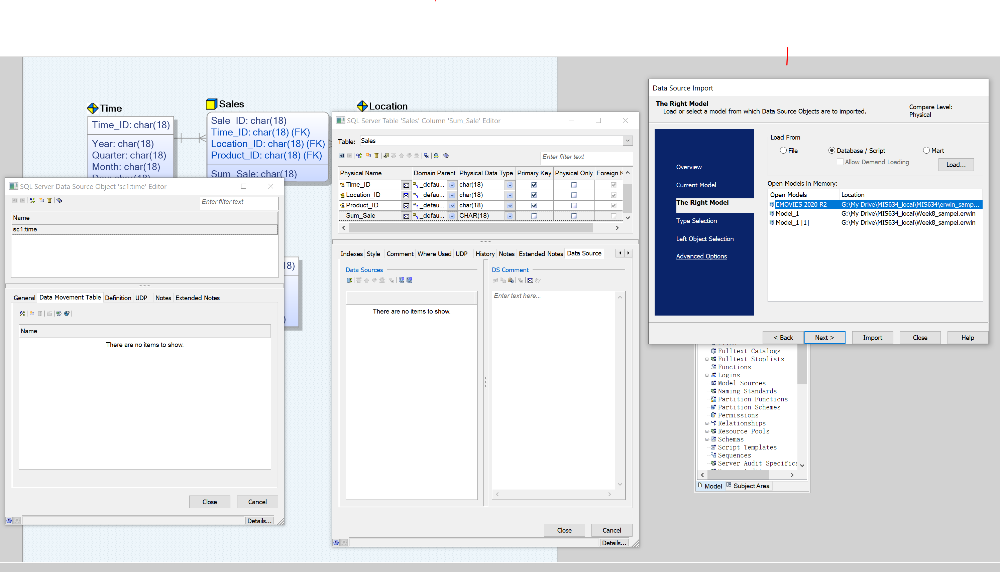 Time
Time_ID: char(18)
Year: char(18)
Quarter: char(18)
Month: char(18)
Day: char(18)
Sales
Sale_ID: char(18)
Time_ID: char(18) (FK)
Location_ID: char(18) (FK)
Product_ID: char(18) (FK)
Sum_Sale: char(18)
Location
18)
)
SQL Server Data Source Object 'sc1:time' Editor
Enter filter text
Name
sc1:time
General Data Movement Table Definition UDP Notes Extended Notes
Name
There are no items to show.
Close Cancel
Details...
SQL Server Table 'Sales' Column 'Sum_Sale' Editor
Table: Sales
Enter filter text
Physical Name Domain Parent Physical Data Type Primary Key Physical Only Foreign K
Time_ID _defau... char(18)
Location_ID _defau... char(18)
Product_ID _defau... char(18)
Sum_Sale _defau... CHAR(18)
Indexes Style Comment Where Used UDP History Notes Extended Notes Data Source
Data Sources
There are no items to show.
DS Comment
Enter text here...
Close Cancel
Details...
Data Source Import
The Right Model
Load or select a model from which Data Source Objects are to imported.
Compare Level:
Physical
Overview
Current Model
The Right Model
Type Selection
Left Object Selection
Advanced Options
Load From
File Database / Script Mart
Allow Demand Loading Load...
Open Models in Memory:
Open Models Location
EMOVIES 2020 R2 G:\My Drive\MIS634_local\MIS634\erwin_samp...
Model_1 G:\My Drive\MIS634_local\Week8_sampel.erwin
Model_1 [1] G:\My Drive\MIS634_local\Week8_sampel.erwin
< Back Next > Import Close Help
Files
Fulltext Catalogs
Fulltext Stoplists
Functions
Logins
Model Sources
Naming Standards
Partition Functions
Partition Schemes
Permissions
Relationships
Resource Pools
Schemas
Script Templates
Sequences
Server Audit Specifica
Model Subject Area